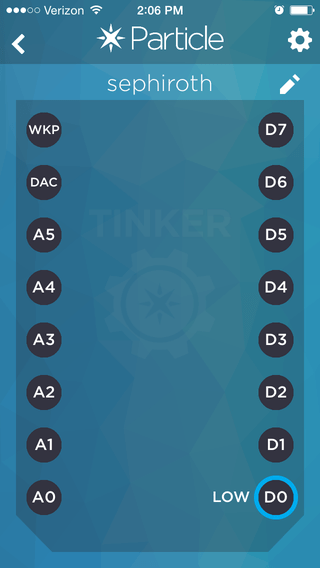 Verizon 2:06 PM
Particle
sephiroth
WKP D7
DAC D6
TINKER
A5 D5
A4 D4
A3 D3
A2 D2
A1 D1
A0 LOW D0